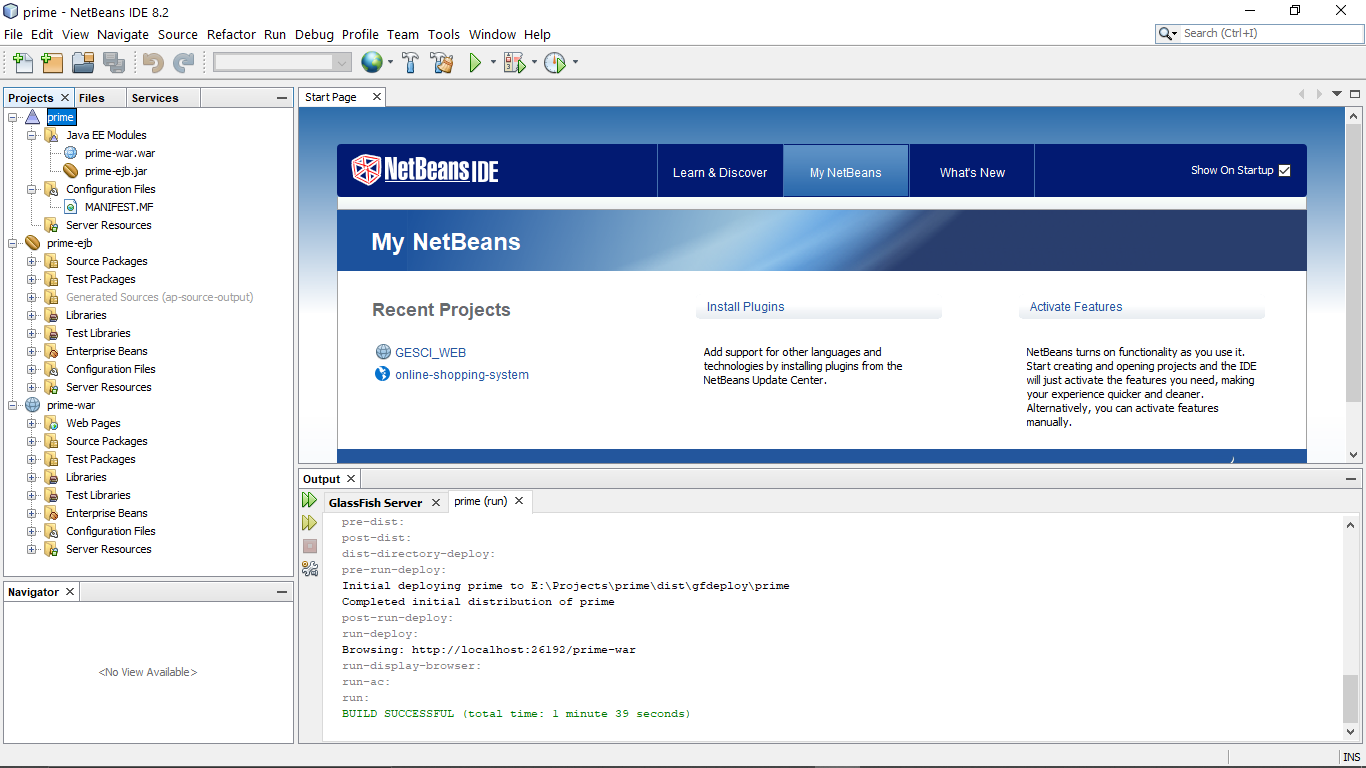 prime - NetBeans IDE 8.2
File Edit View Navigate Source Refactor Run Debug Profile Team Tools Window Help
Search (Ctrl+I)
Projects Files Services
prime
Java EE Modules
prime-war.war
prime-ejb.jar
Configuration Files
MANIFEST.MF
Server Resources
prime-ejb
Source Packages
Test Packages
Generated Sources (ap-source-output)
Libraries
Test Libraries
Enterprise Beans
Configuration Files
Server Resources
prime-war
Web Pages
Source Packages
Test Packages
Libraries
Test Libraries
Enterprise Beans
Configuration Files
Server Resources
Navigator
<No View Available>
Start Page
NetBeans IDE
Learn & Discover
My NetBeans
What's New
Show On Startup
My NetBeans
Recent Projects
GESCI_WEB
online-shopping-system
Install Plugins
Add support for other languages and
technologies by installing plugins from the
NetBeans Update Center.
Activate Features
NetBeans turns on functionality as you use it.
Start creating and opening projects and the IDE
will just activate the features you need, making
your experience quicker and cleaner.
Alternatively, you can activate features
manually.
Output
GlassFish Server prime (run)
pre-dist:
post-dist:
dist-directory-deploy:
pre-run-deploy:
Initial deploying prime to E:\Projects\prime\dist\gfdeploy\prime
Completed initial distribution of prime
post-run-deploy:
run-deploy:
Browsing: http://localhost:26192/prime-war
run-display-browser:
run-ac:
run:
BUILD SUCCESSFUL (total time: 1 minute 39 seconds)
INS